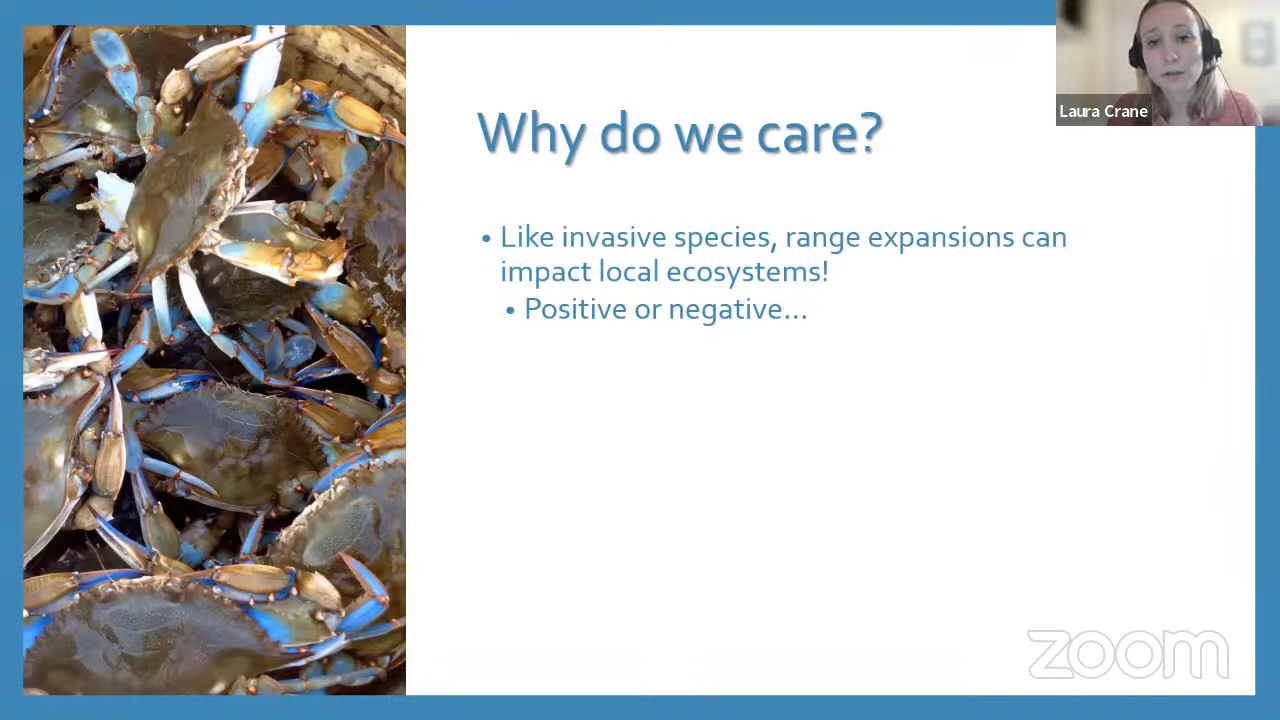 Laura Crane
Why do we care?
• Like invasive species, range expansions can
impact local ecosystems!
• Positive or negative...
zoom